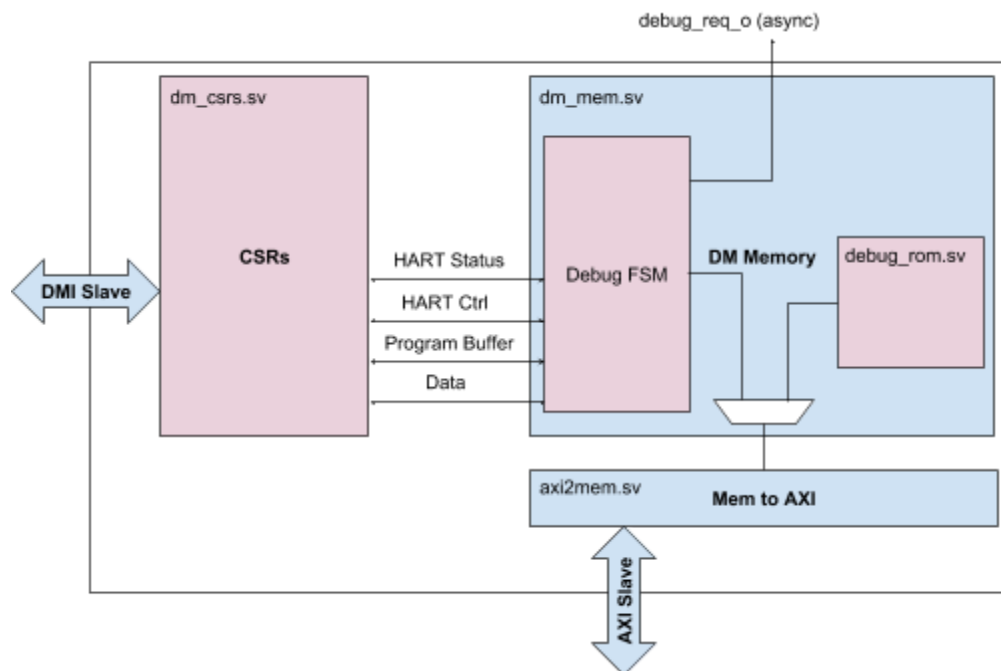 debug_req_o (async)
dm_csrs.sv
dm_mem.sv
CSRs
HART Status
Debug FSM
DM Memory
debug_rom.sv
DMI Slave
HART Ctrl
Program Buffer
Data
axi2mem.sv
Mem to AXI
AXI Slave